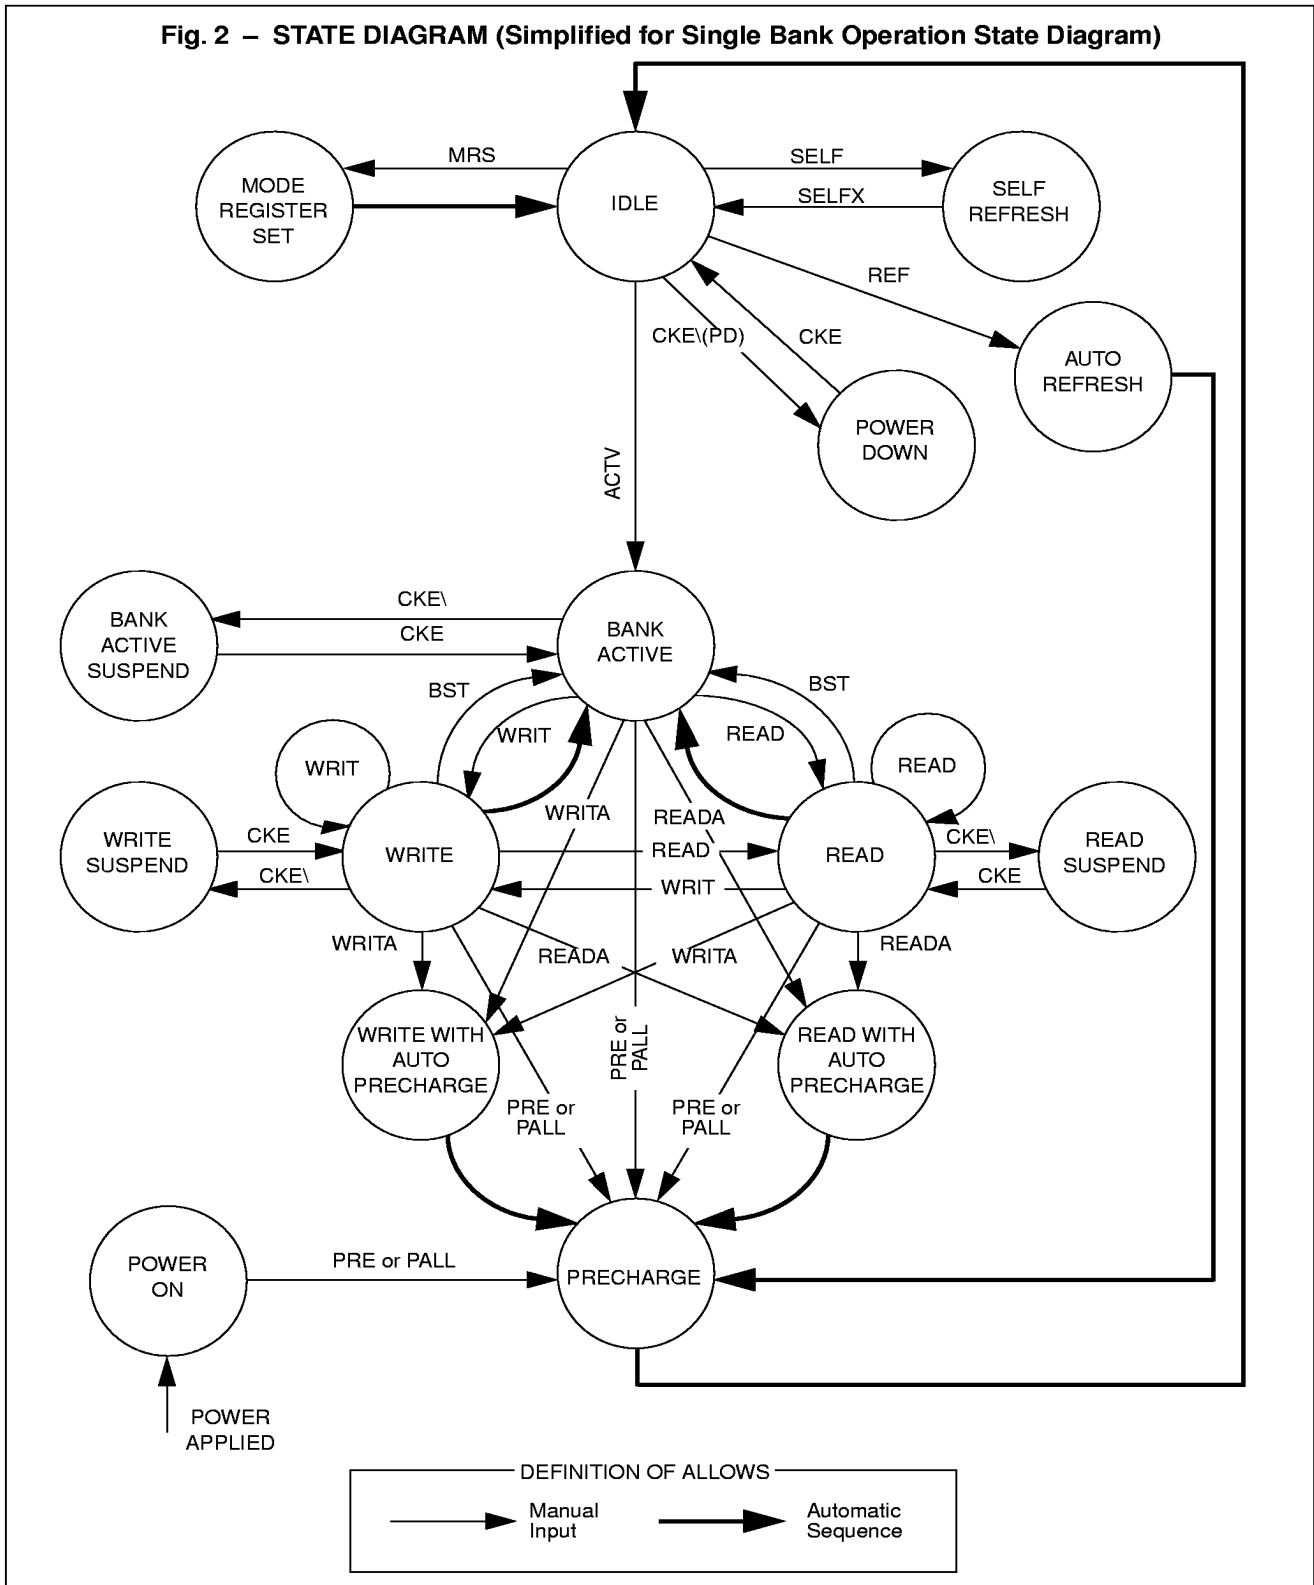 Fig. 2 – STATE DIAGRAM (Simplified for Single Bank Operation State Diagram)
MRS
SELF
MODE
REGISTER
SET
IDLE
SELFX
SELF
REFRESH
REF
CKE\(PD)
CKE
AUTO
REFRESH
POWER
DOWN
ACTV
BANK
ACTIVE
SUSPEND
CKE\
CKE
BANK
ACTIVE
BST
BST
WRIT
READ
WRIT
READ
WRITA
READA
WRITE
SUSPEND
CKE
CKE\
WRITE
READ
WRIT
READ
CKE\
CKE
READ
SUSPEND
WRITA
READA
WRITA
READA
WRITE WITH
AUTO
PRECHARGE
PRE or
PALL
READ WITH
AUTO
PRECHARGE
PRE or
PALL
PRE or
PALL
POWER
ON
PRE or PALL
PRECHARGE
POWER
APPLIED
DEFINITION OF ALLOWS
Manual
Input
Automatic
Sequence